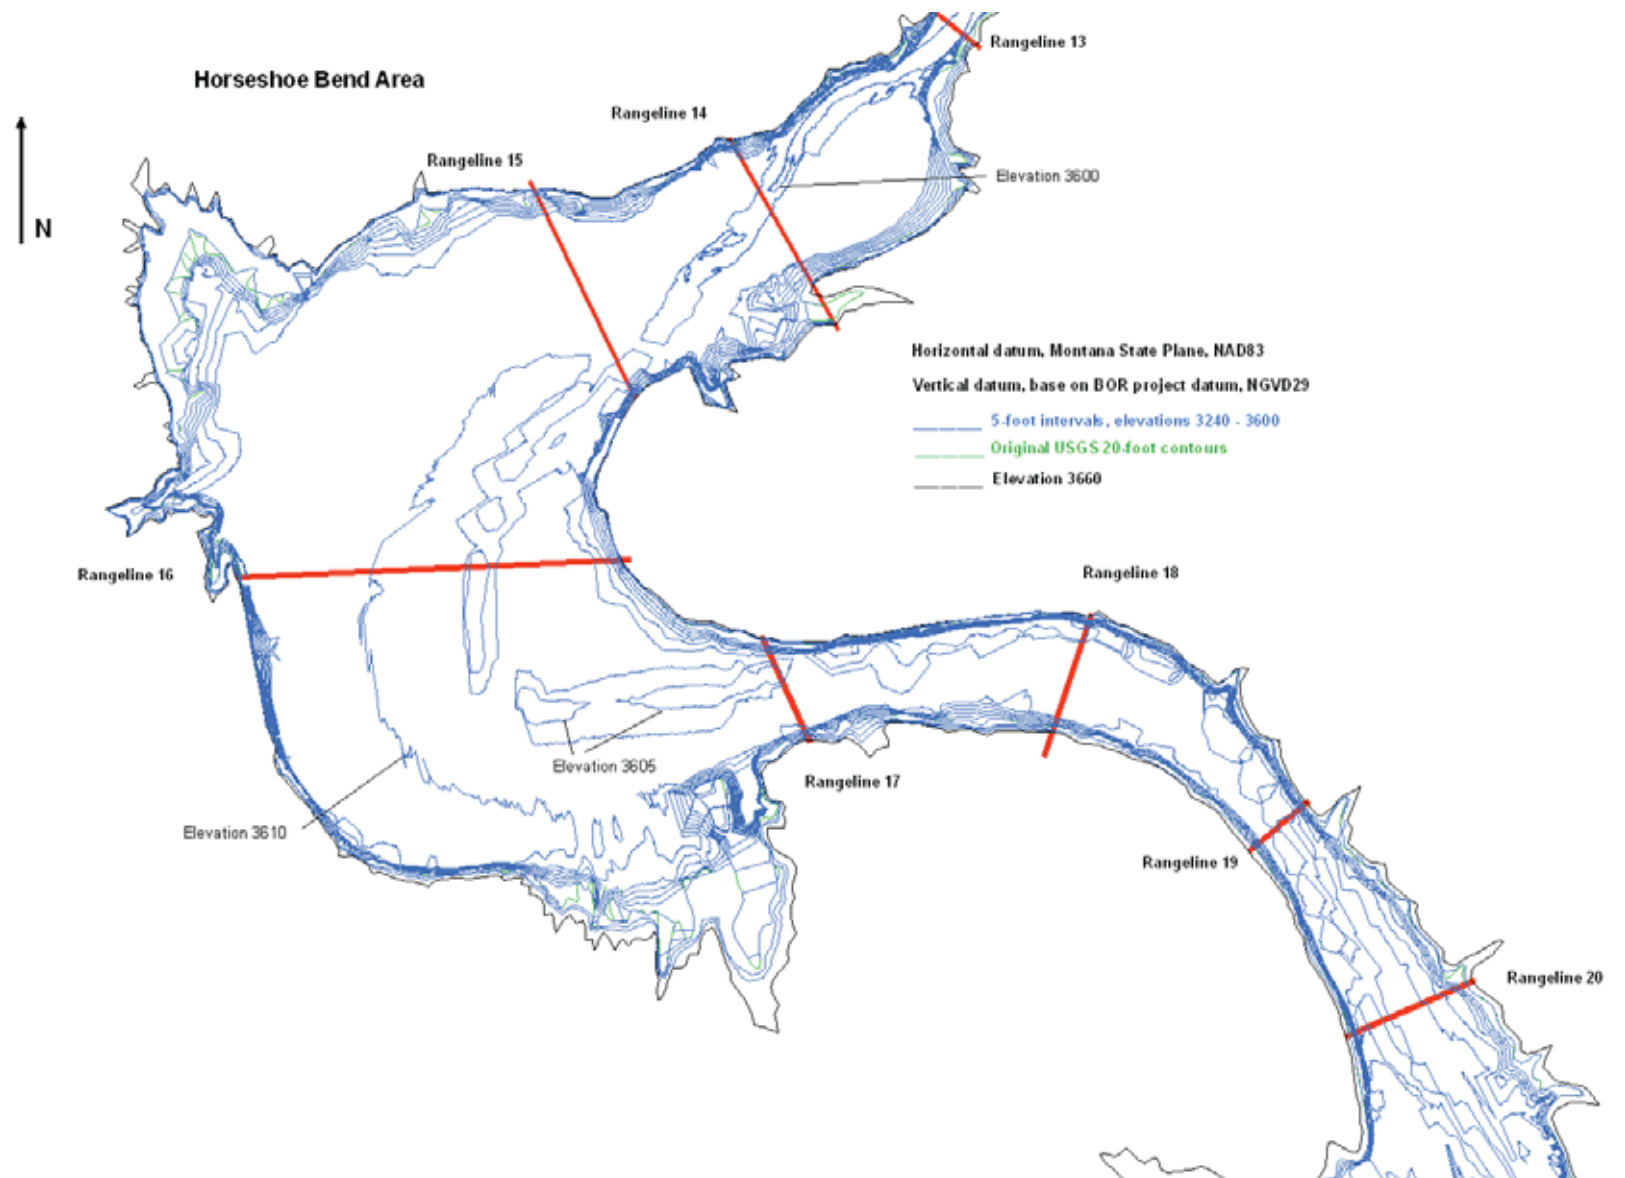 Rangeline 13
Horseshoe Bend Area
Rangeline 14
Rangeline 15
Elevation 3600
N
Horizontal datum, Montana State Plane, NAD83
Vertical datum, base on BOR project datum, NGVD29
5-foot intervals, elevations 3240 - 3600
Original USGS 20-foot contours
Elevation 3660
Rangeline 16
Rangeline 18
Elevation 3605
Rangeline 17
Elevation 3610
Rangeline 19
Rangeline 20